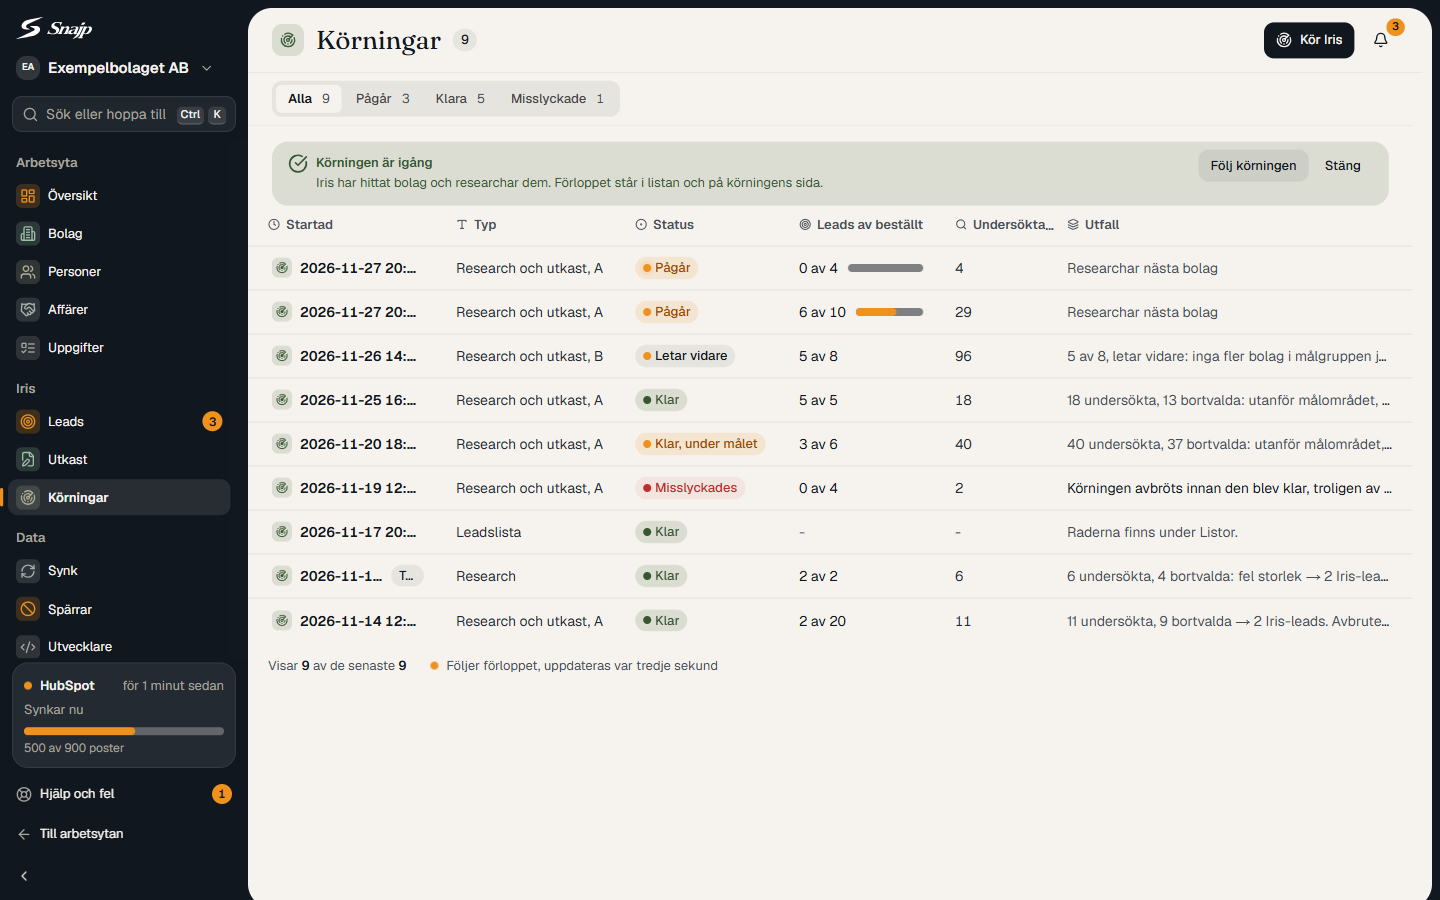 Snajp
EA Exempelbolaget AB
Sök eller hoppa till Ctrl K
Arbetsyta
Översikt
Bolag
Personer
Affärer
Uppgifter
Iris
Leads 3
Utkast
Körningar
Data
Synk
Spärrar
Utvecklare
HubSpot för 1 minut sedan
Synkar nu
500 av 900 poster
Hjälp och fel 1
Till arbetsytan
Körningar 9
Kör Iris 3
Alla 9 Pågår 3 Klara 5 Misslyckade 1
Körningen är igång
Iris har hittat bolag och researchar dem. Förloppet står i listan och på körningens sida.
Följ körningen Stäng
Startad Typ Status Leads av beställt Undersökta... Utfall
2026-11-27 20:... Research och utkast, A Pågår 0 av 4 4 Researchar nästa bolag
2026-11-27 20:... Research och utkast, A Pågår 6 av 10 29 Researchar nästa bolag
2026-11-26 14:... Research och utkast, B Letar vidare 5 av 8 96 5 av 8, letar vidare: inga fler bolag i målgruppen j...
2026-11-25 16:... Research och utkast, A Klar 5 av 5 18 18 undersökta, 13 bortvalda: utanför målområdet, ...
2026-11-20 18:... Research och utkast, A Klar, under målet 3 av 6 40 40 undersökta, 37 bortvalda: utanför målområdet,...
2026-11-19 12:... Research och utkast, A Misslyckades 0 av 4 2 Körningen avbröts innan den blev klar, troligen av ...
2026-11-17 20:... Leadslista Klar - - Raderna finns under Listor.
2026-11-1... T... Research Klar 2 av 2 6 6 undersökta, 4 bortvalda: fel storlek → 2 Iris-lea...
2026-11-14 12:... Research och utkast, A Klar 2 av 20 11 11 undersökta, 9 bortvalda → 2 Iris-leads. Avbrute...
Visar 9 av de senaste 9 Följer förloppet, uppdateras var tredje sekund